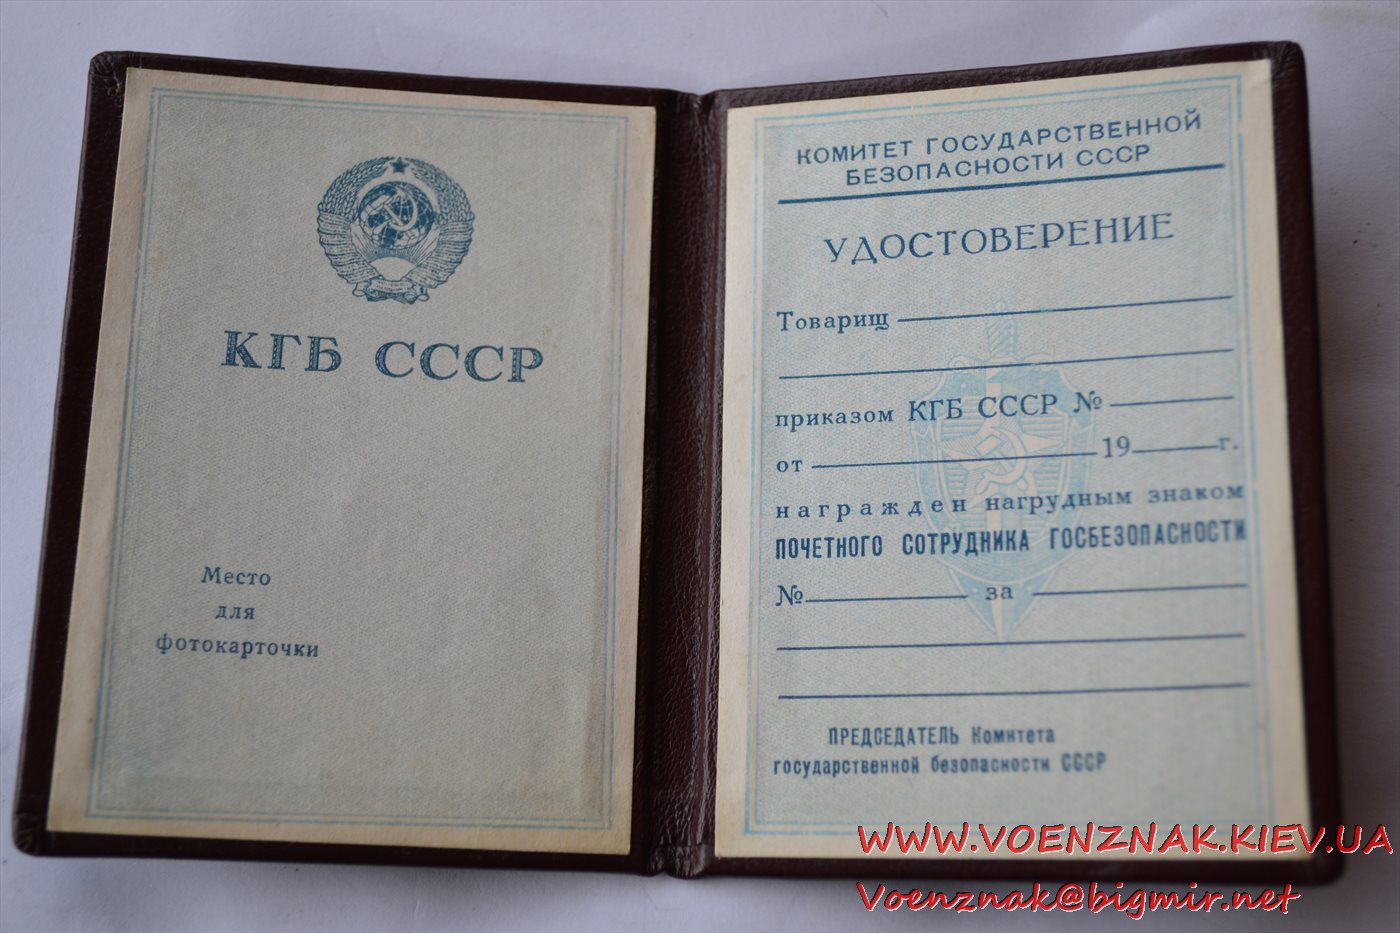 КГБ СССР
Место
для
фотокарточки
КОМИТЕТ ГОСУДАРСТВЕННОЙ
БЕЗОПАСНОСТИ СССР
УДОСТОВЕРЕНИЕ
Товарищ
приказом КГБ СССР №
от 19 г.
награжден нагрудным знаком
ПОЧЕТНОГО СОТРУДНИКА ГОСБЕЗОПАСНОСТИ
№ за
ПРЕДСЕДАТЕЛЬ Комитета
государственной безопасности СССР
WWW.VOENZNAK.KIEV.UA
Voenznak@bigmir.net